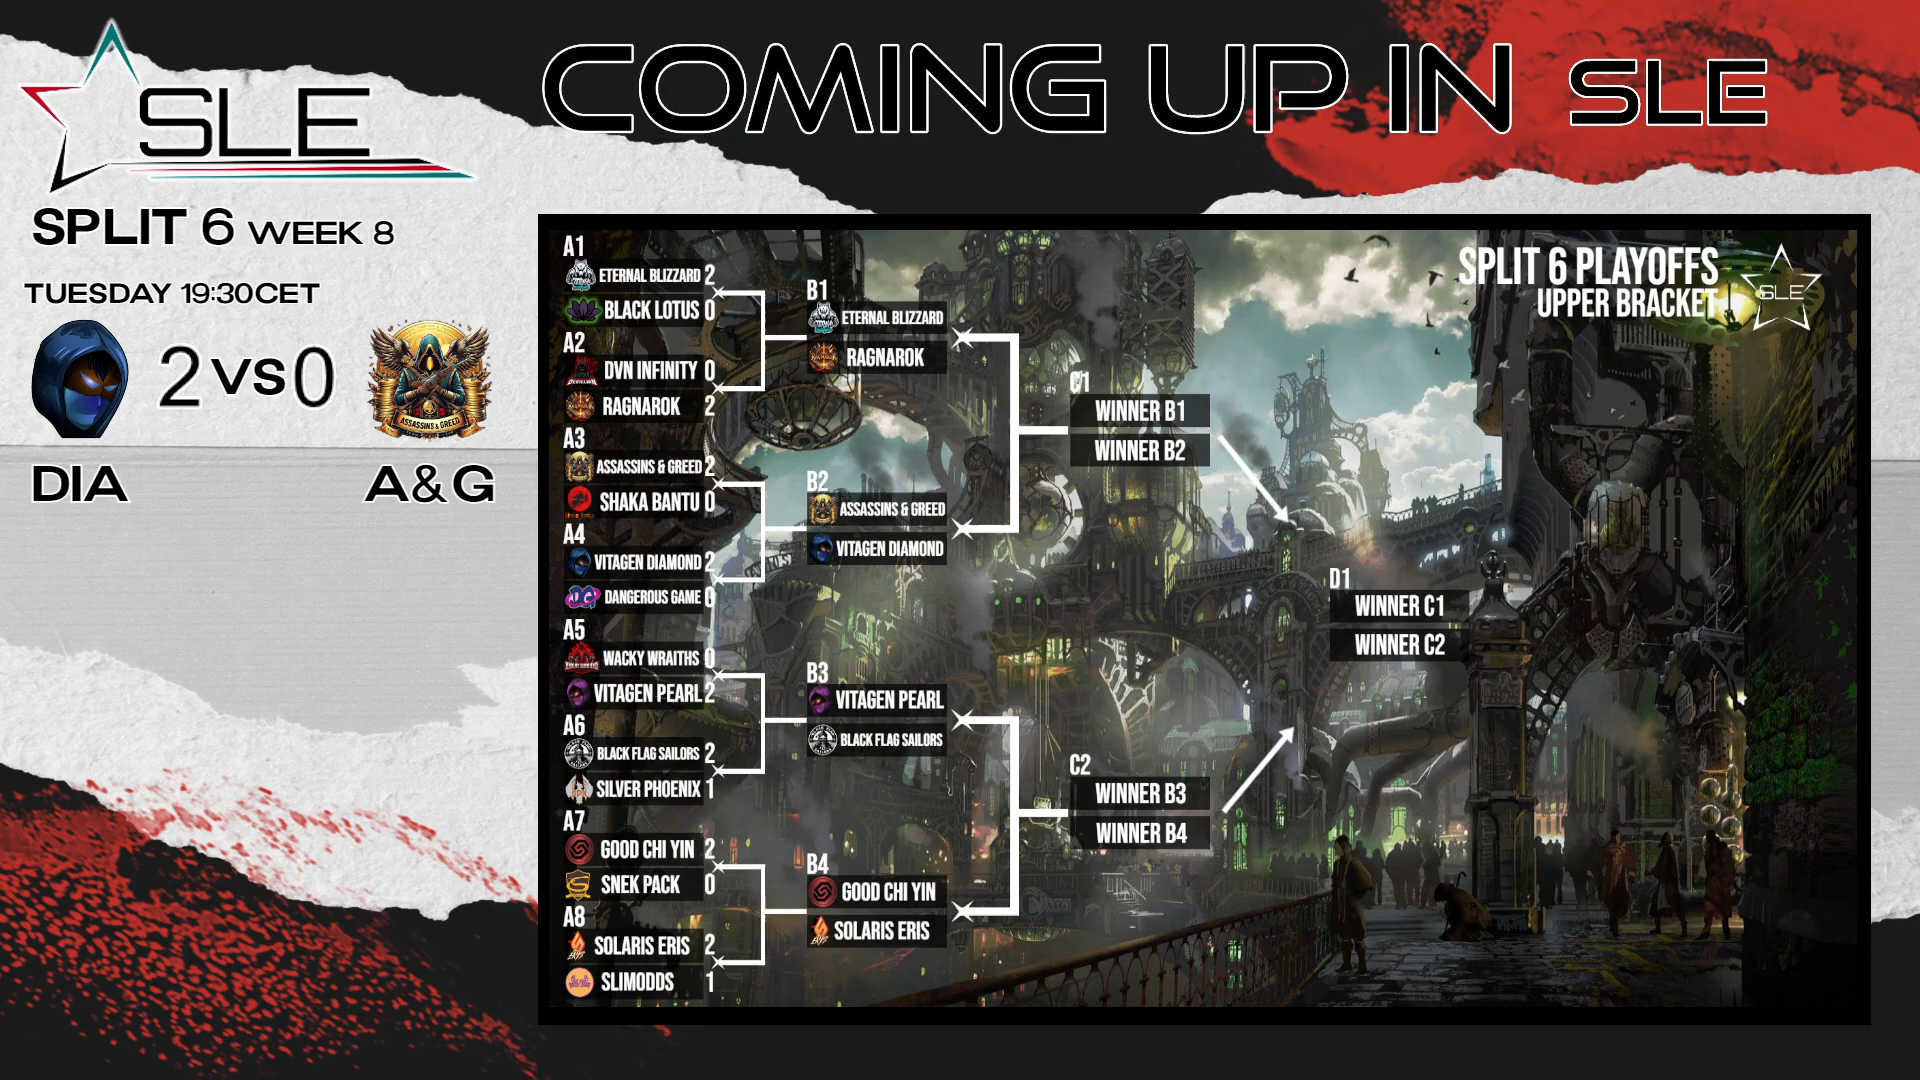 SLE
COMING UP IN SLE
SPLIT 6 WEEK 8
TUESDAY 19:30CET
2 VS 0
ASSASSINS & GREED
DIA
A&G
SPLIT 6 PLAYOFFS
UPPER BRACKET
SLE
A1
ETERNAL BLIZZARD 2
BLACK LOTUS 0
A2
DVN INFINITY 0
RAGNAROK 2
A3
ASSASSINS & GREED 2
SHAKA BANTU 0
A4
VITAGEN DIAMOND 2
DANGEROUS GAME 0
A5
WACKY WRAITHS 0
VITAGEN PEARL 2
A6
BLACK FLAG SAILORS 2
SILVER PHOENIX 1
A7
GOOD CHI YIN 2
SNEK PACK 0
A8
SOLARIS ERIS 2
SLIMODDS 1
B1
ETERNAL BLIZZARD
RAGNAROK
B2
ASSASSINS & GREED
VITAGEN DIAMOND
B3
VITAGEN PEARL
BLACK FLAG SAILORS
B4
GOOD CHI YIN
SOLARIS ERIS
C1
WINNER B1
WINNER B2
C2
WINNER B3
WINNER B4
D1
WINNER C1
WINNER C2